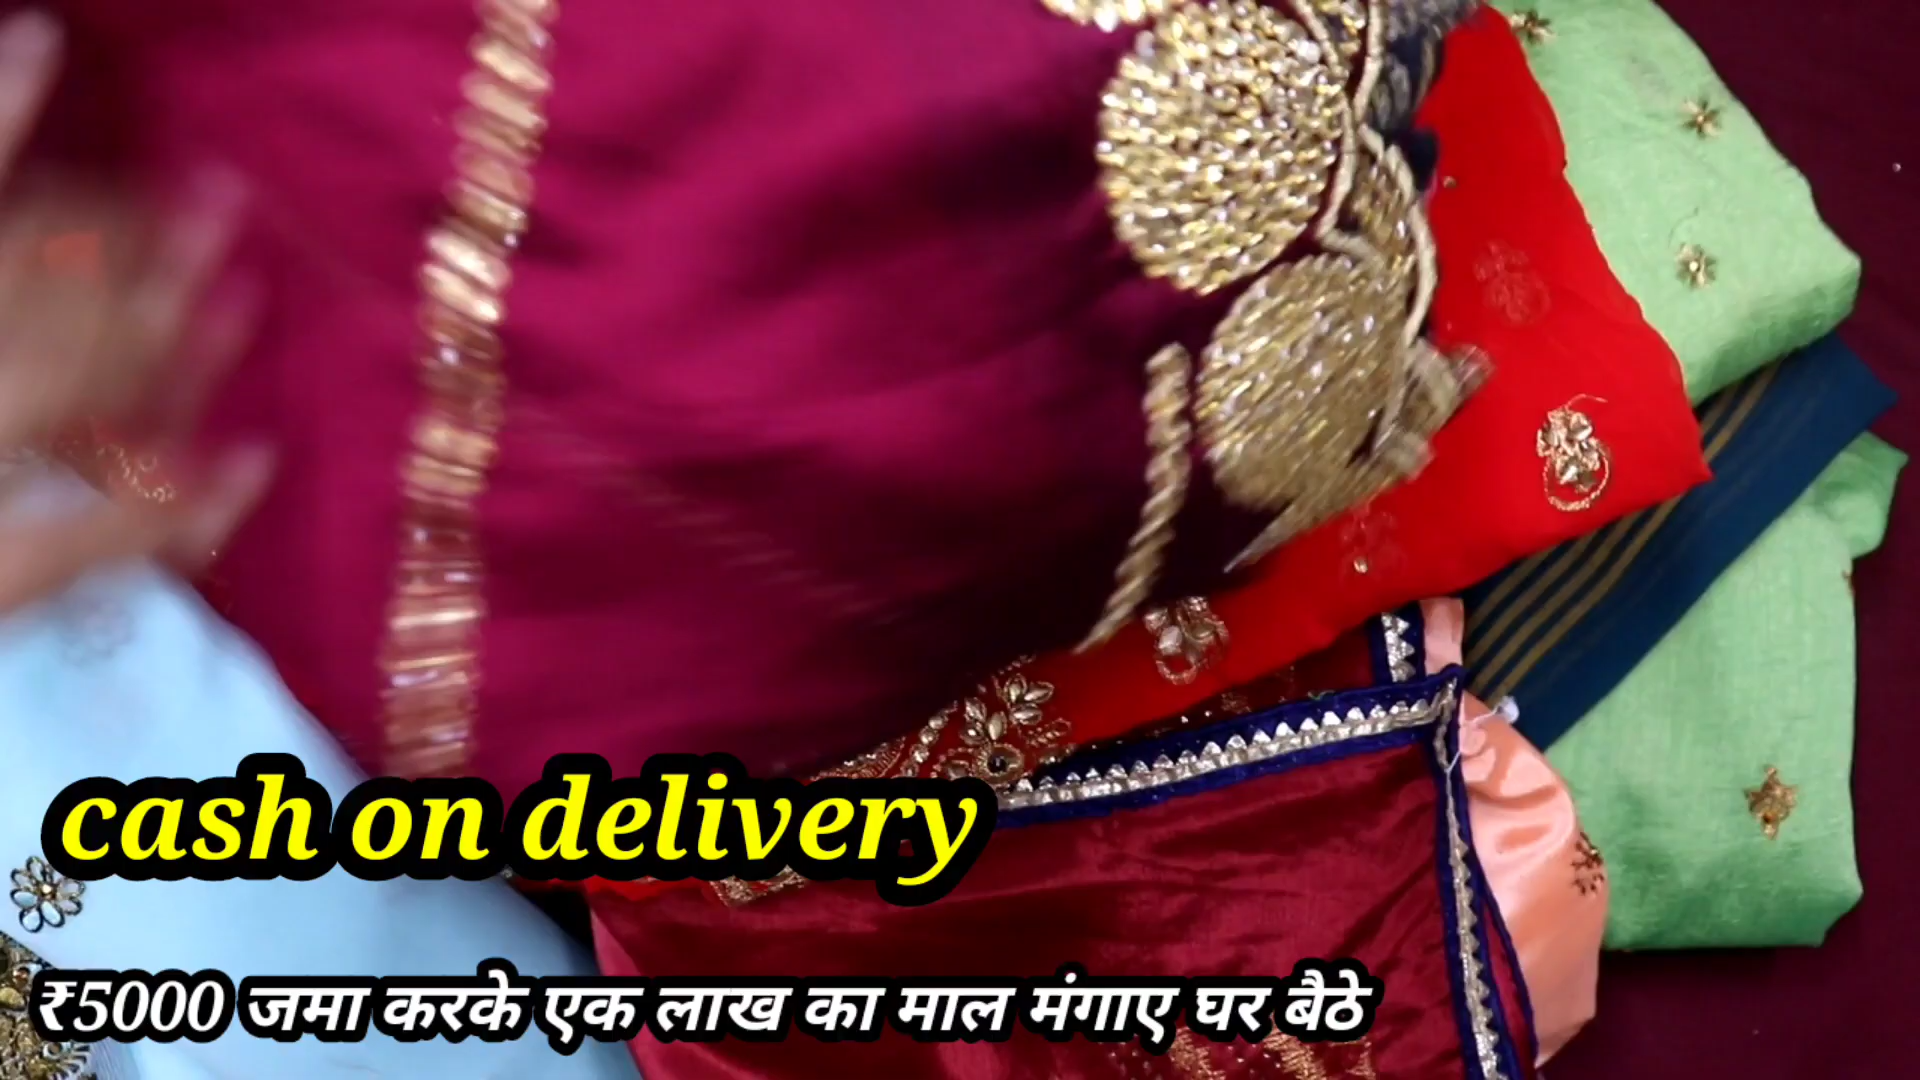 cash on delivery
₹5000 जमा करके एक लाख का माल मंगाए घर बैठे